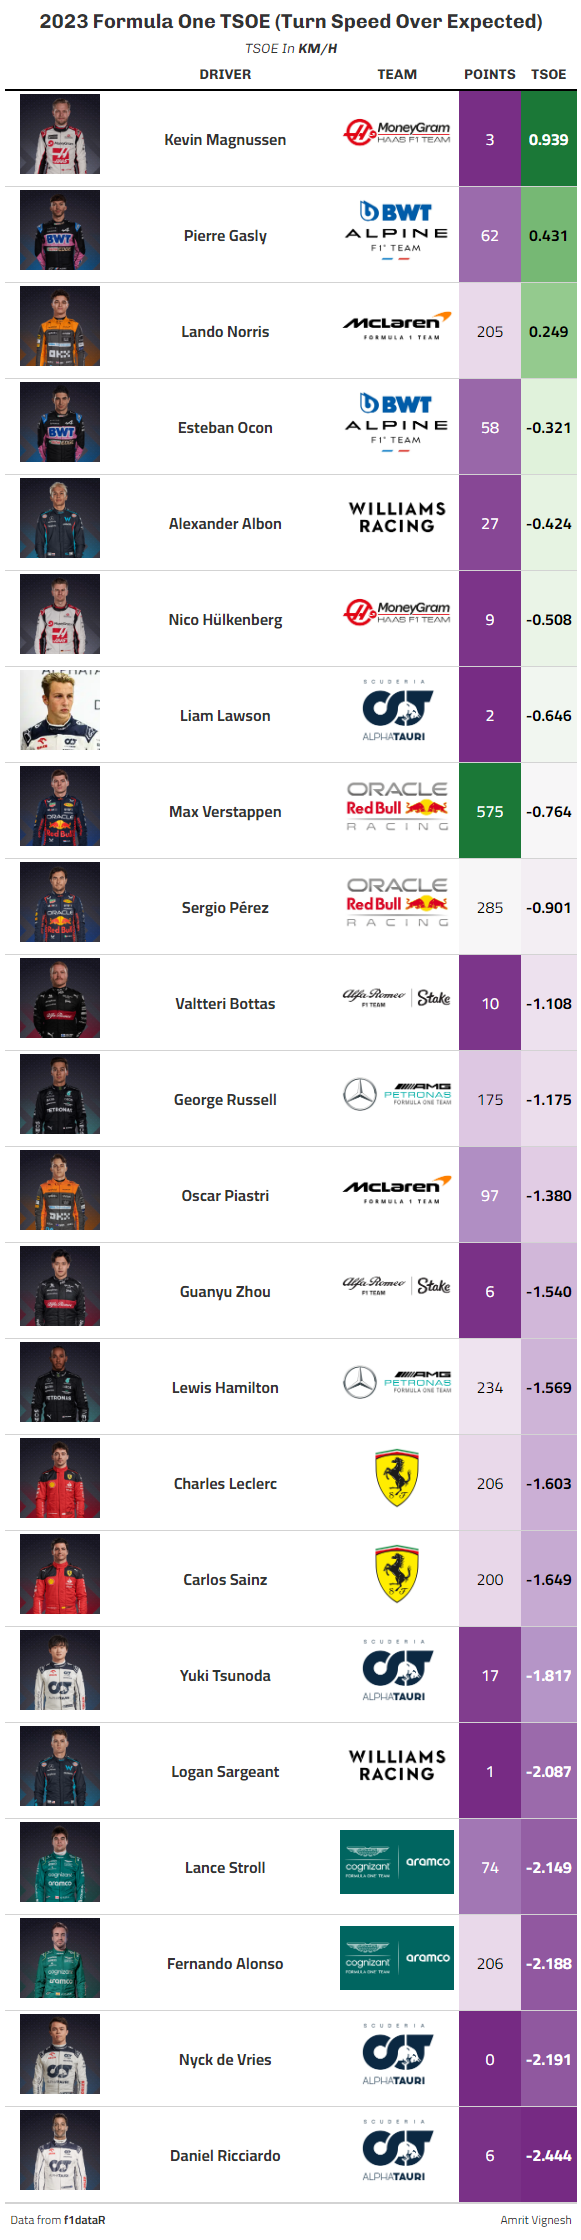 2023 Formula One TSOE (Turn Speed Over Expected)
TSOE In KM/H
DRIVER TEAM POINTS TSOE
Kevin Magnussen MoneyGram HAAS F1 TEAM 3 0.939
Pierre Gasly BWT ALPINE F1 TEAM 62 0.431
Lando Norris McLaren FORMULA 1 TEAM 205 0.249
Esteban Ocon BWT ALPINE F1 TEAM 58 -0.321
Alexander Albon WILLIAMS RACING 27 -0.424
Nico Hülkenberg MoneyGram HAAS F1 TEAM 9 -0.508
Liam Lawson SCUDERIA ALPHATAURI 2 -0.646
Max Verstappen ORACLE Red Bull RACING 575 -0.764
Sergio Pérez ORACLE Red Bull RACING 285 -0.901
Valtteri Bottas Alfa Romeo F1 TEAM Stake 10 -1.108
George Russell AMG PETRONAS FORMULA ONE TEAM 175 -1.175
Oscar Piastri McLaren FORMULA 1 TEAM 97 -1.380
Guanyu Zhou Alfa Romeo F1 TEAM Stake 6 -1.540
Lewis Hamilton AMG PETRONAS FORMULA ONE TEAM 234 -1.569
Charles Leclerc S F 206 -1.603
Carlos Sainz S F 200 -1.649
Yuki Tsunoda SCUDERIA ALPHATAURI 17 -1.817
Logan Sargeant WILLIAMS RACING 1 -2.087
Lance Stroll cognizant FORMULA ONE TEAM aramco 74 -2.149
Fernando Alonso cognizant FORMULA ONE TEAM aramco 206 -2.188
Nyck de Vries SCUDERIA ALPHATAURI 0 -2.191
Daniel Ricciardo SCUDERIA ALPHATAURI 6 -2.444
Data from f1dataR Amrit Vignesh